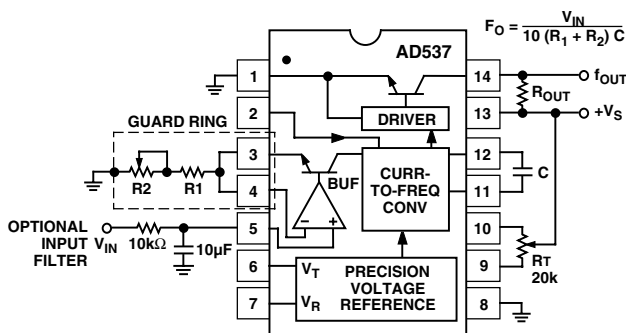 F_O = V_IN / 10 (R_1 + R_2) C
AD537
1
14
f_OUT
R_OUT
2
DRIVER
13
+V_S
GUARD RING
3
12
R2
R1
BUF
CURR-
TO-FREQ
CONV
C
4
11
OPTIONAL
INPUT
FILTER
V_IN
10kΩ
10µF
5
–
+
10
R_T
20k
6
V_T
PRECISION
VOLTAGE
REFERENCE
9
7
V_R
8